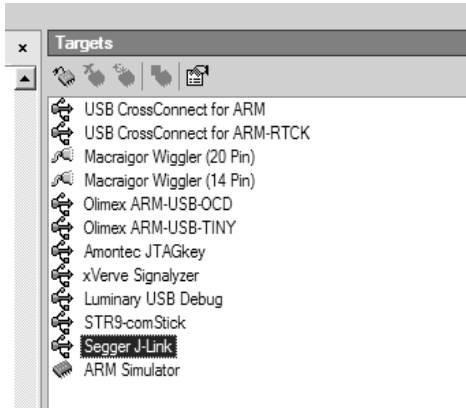 Targets
USB CrossConnect for ARM
USB CrossConnect for ARM-RTCK
Macraigor Wiggler (20 Pin)
Macraigor Wiggler (14 Pin)
Olimex ARM-USB-OCD
Olimex ARM-USB-TINY
Amontec JTAGkey
xVerve Signalyzer
Luminary USB Debug
STR9-comStick
Segger J-Link
ARM Simulator